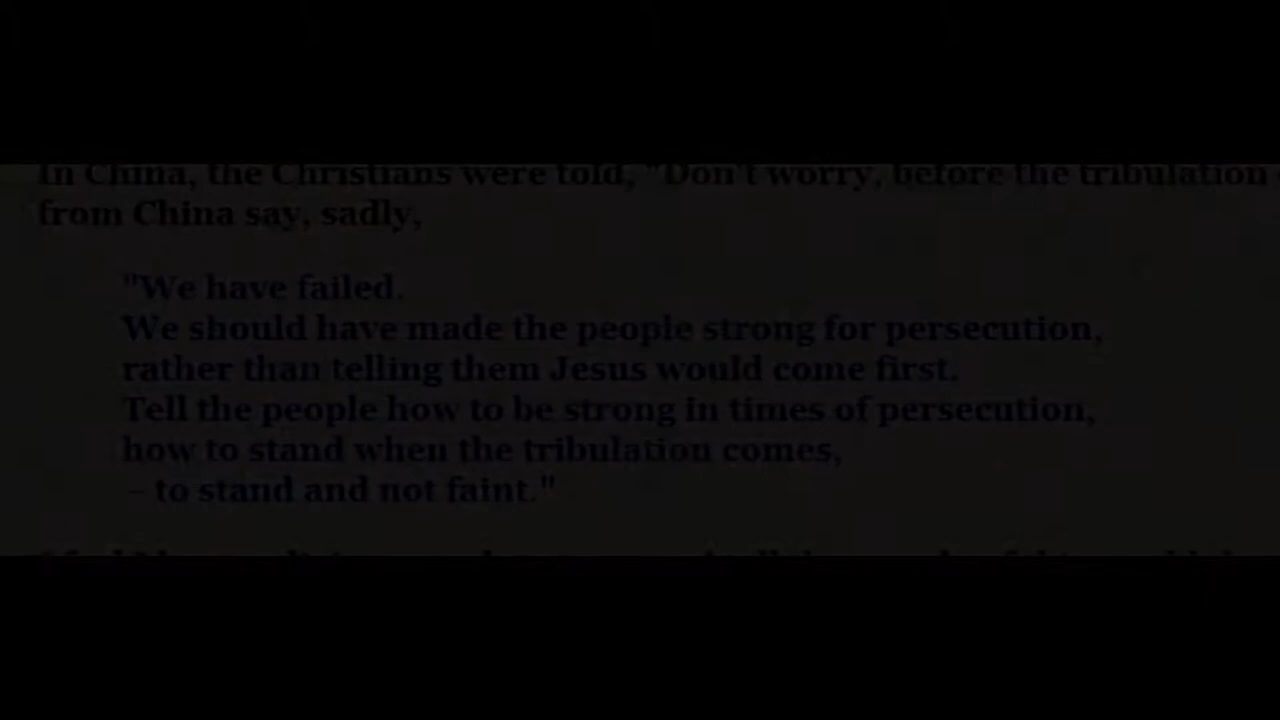 In China, the Christians were told, "Don't worry, before the tribulation
from China say, sadly,
"We have failed.
We should have made the people strong for persecution,
rather than telling them Jesus would come first.
Tell the people how to be strong in times of persecution,
how to stand when the tribulation comes,
– to stand and not faint."